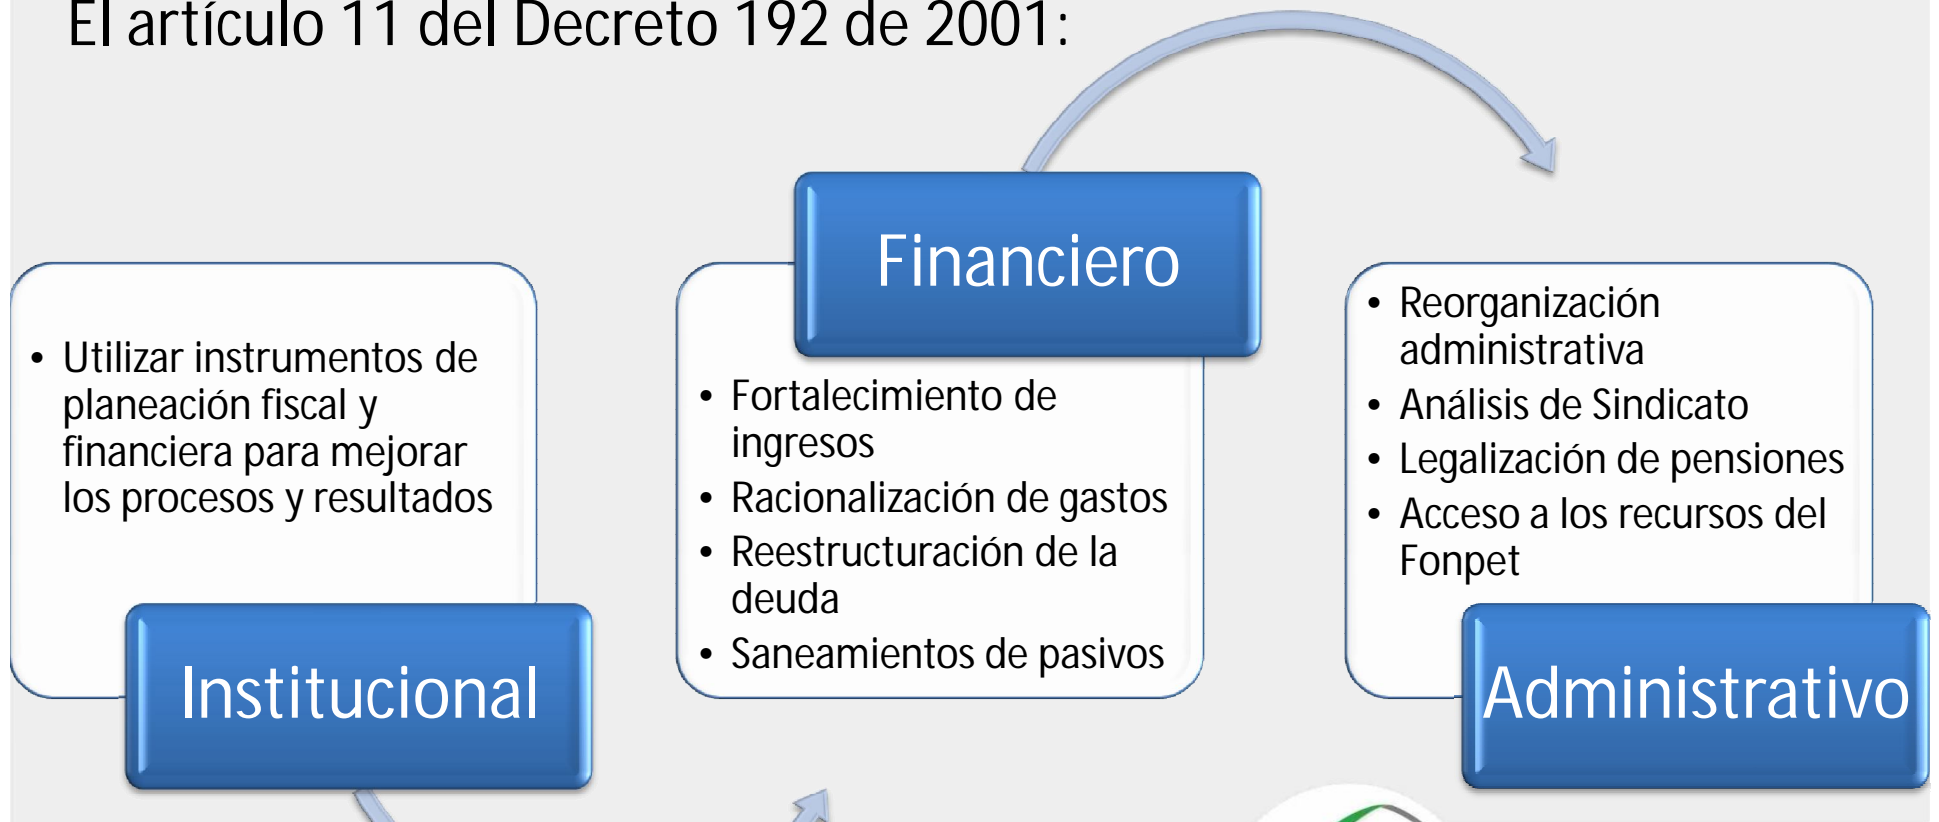 El artículo 11 del Decreto 192 de 2001:
• Utilizar instrumentos de
planeación fiscal y
financiera para mejorar
los procesos y resultados
Institucional
Financiero
• Fortalecimiento de
ingresos
• Racionalización de gastos
• Reestructuración de la
deuda
• Saneamientos de pasivos
• Reorganización
administrativa
• Análisis de Sindicato
• Legalización de pensiones
• Acceso a los recursos del
Fonpet
Administrativo